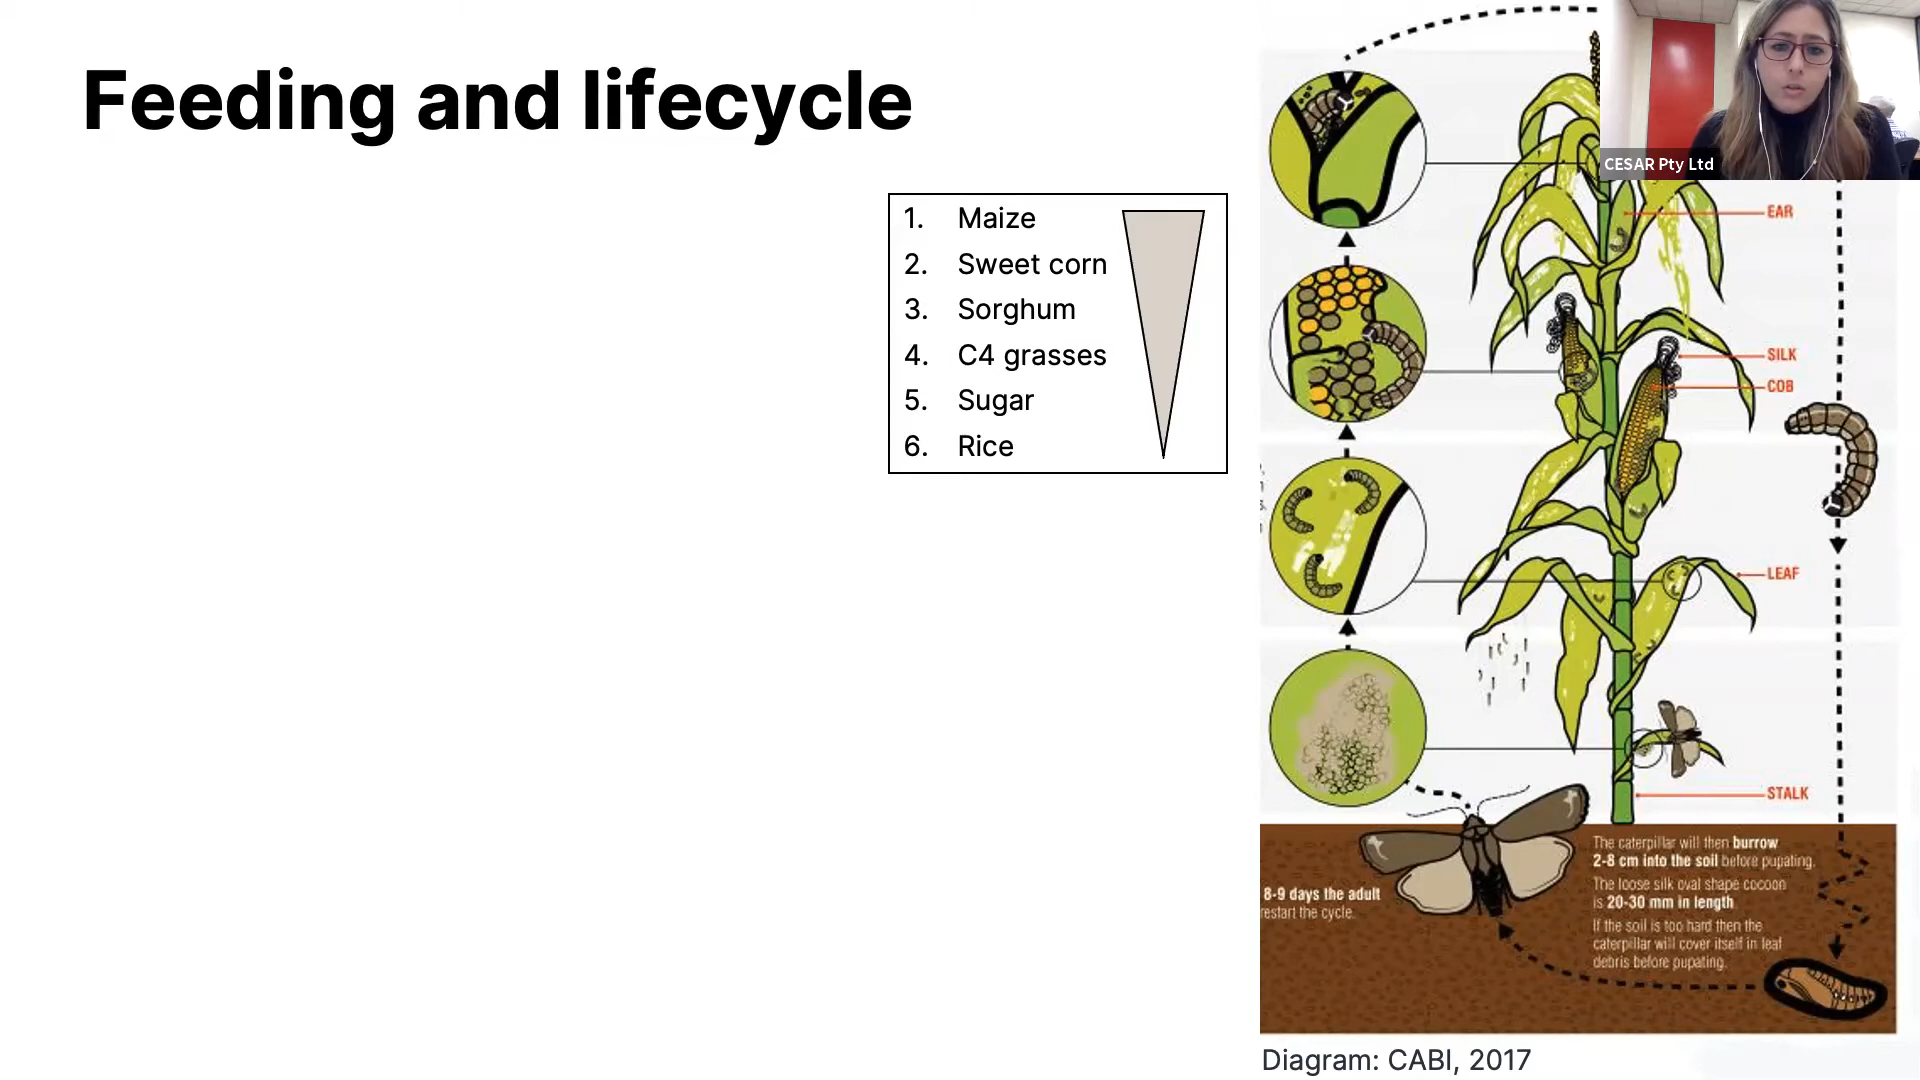 Feeding and lifecycle
CESAR Pty Ltd
1. Maize
2. Sweet corn
3. Sorghum
4. C4 grasses
5. Sugar
6. Rice
EAR
SILK
COB
LEAF
STALK
8-9 days the adult
restart the cycle.
The caterpillar will then burrow
2-8 cm into the soil before pupating.
The loose silk oval shape cocoon
is 20-30 mm in length
If the soil is too hard then the
caterpillar will cover itself in leaf
debris before pupating.
Diagram: CABI, 2017